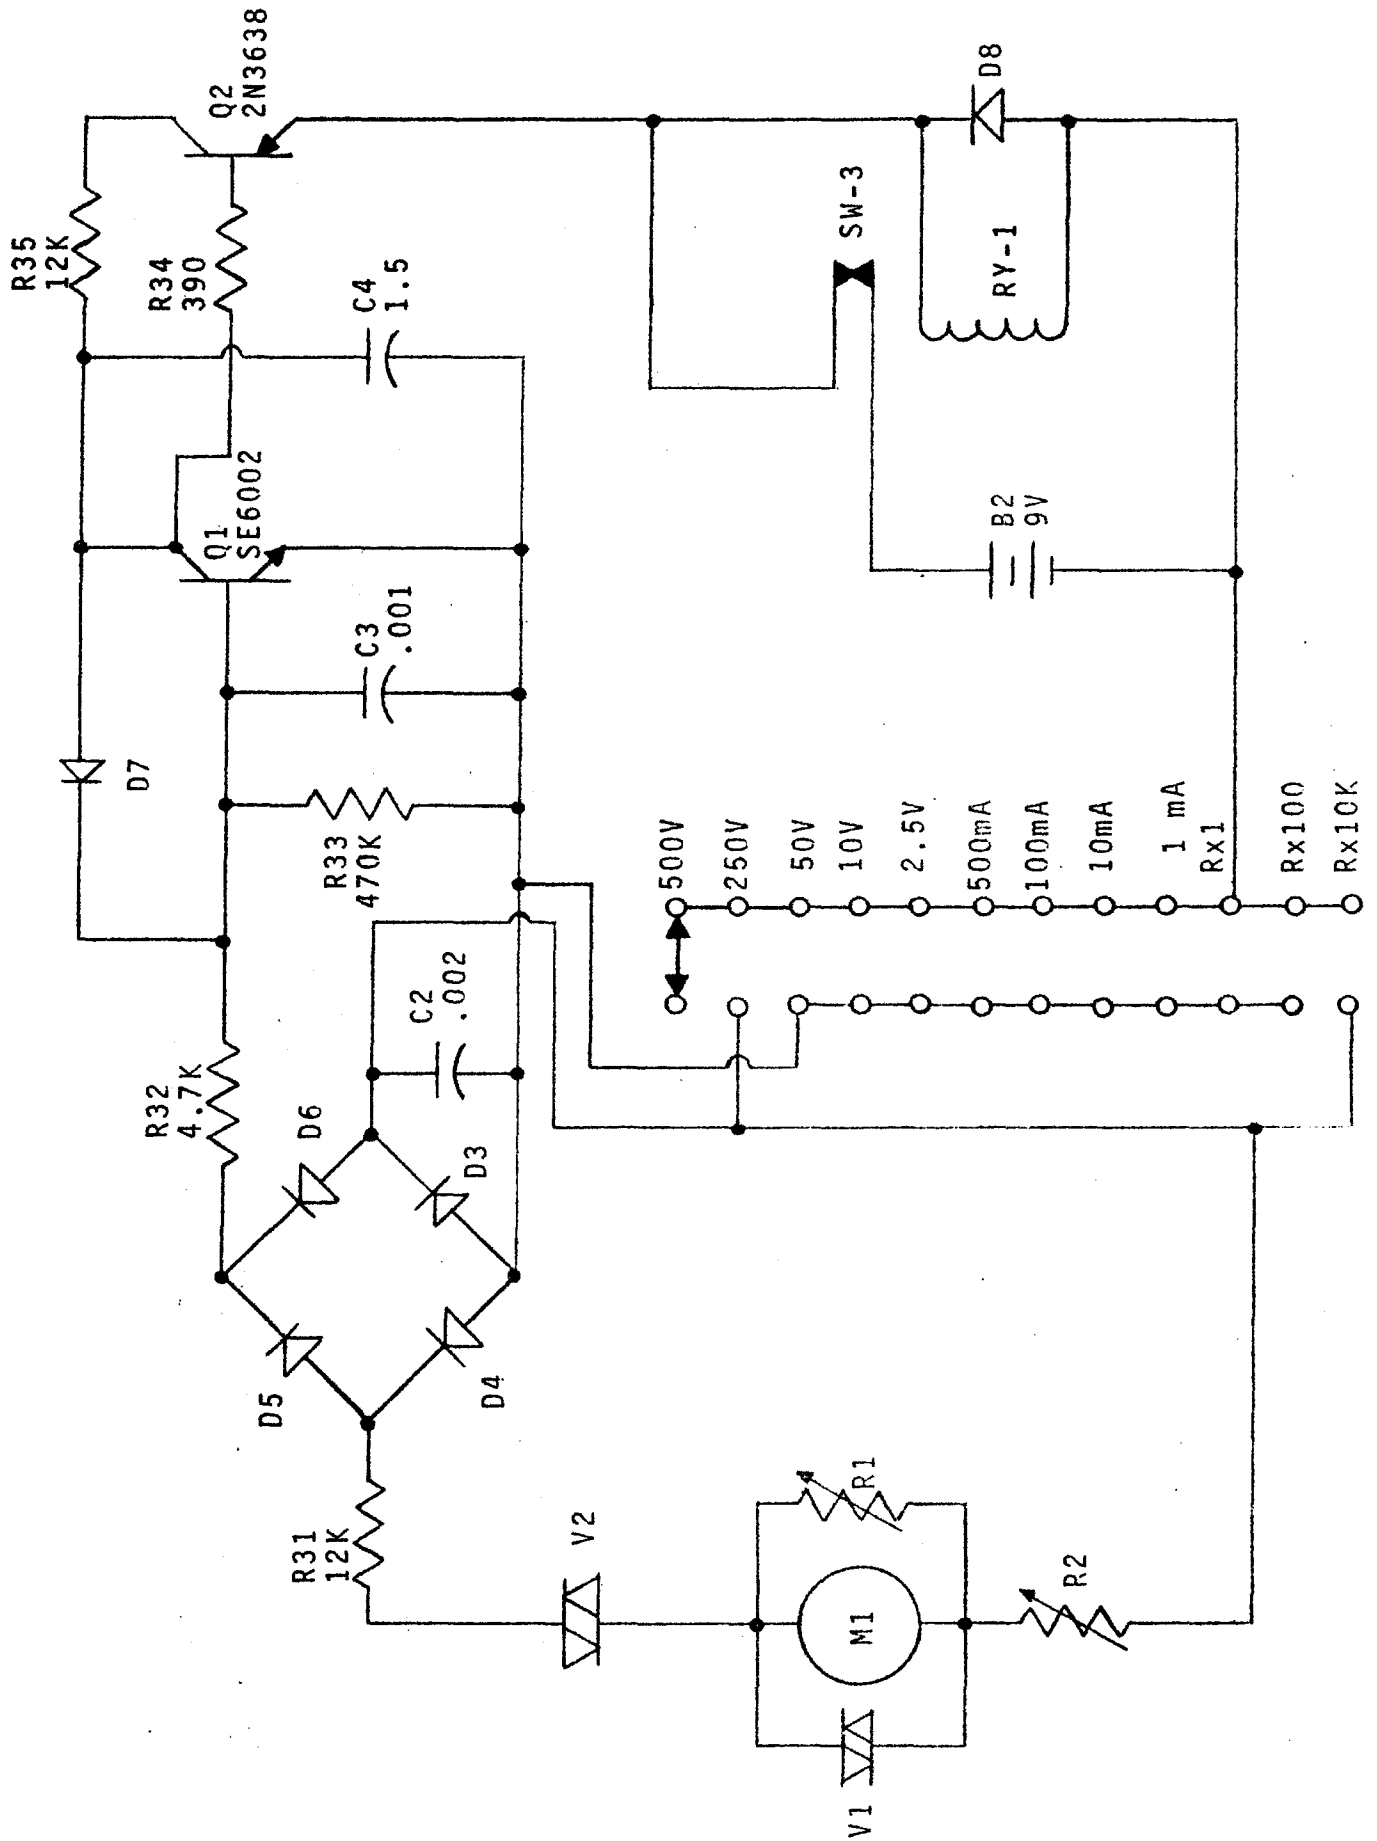 R35
12K
Q2
2N3638
R34
390
C4
1.5
D8
SW-3
RY-1
Q1
SE6002
B2
9V
C3
.001
D7
R33
470K
500V
250V
50V
10V
2.5V
500mA
100mA
10mA
1 mA
Rx1
Rx100
Rx10K
C2
.002
R32
4.7K
D6
D3
D5
D4
R31
12K
V2
R1
M1
R2
V1